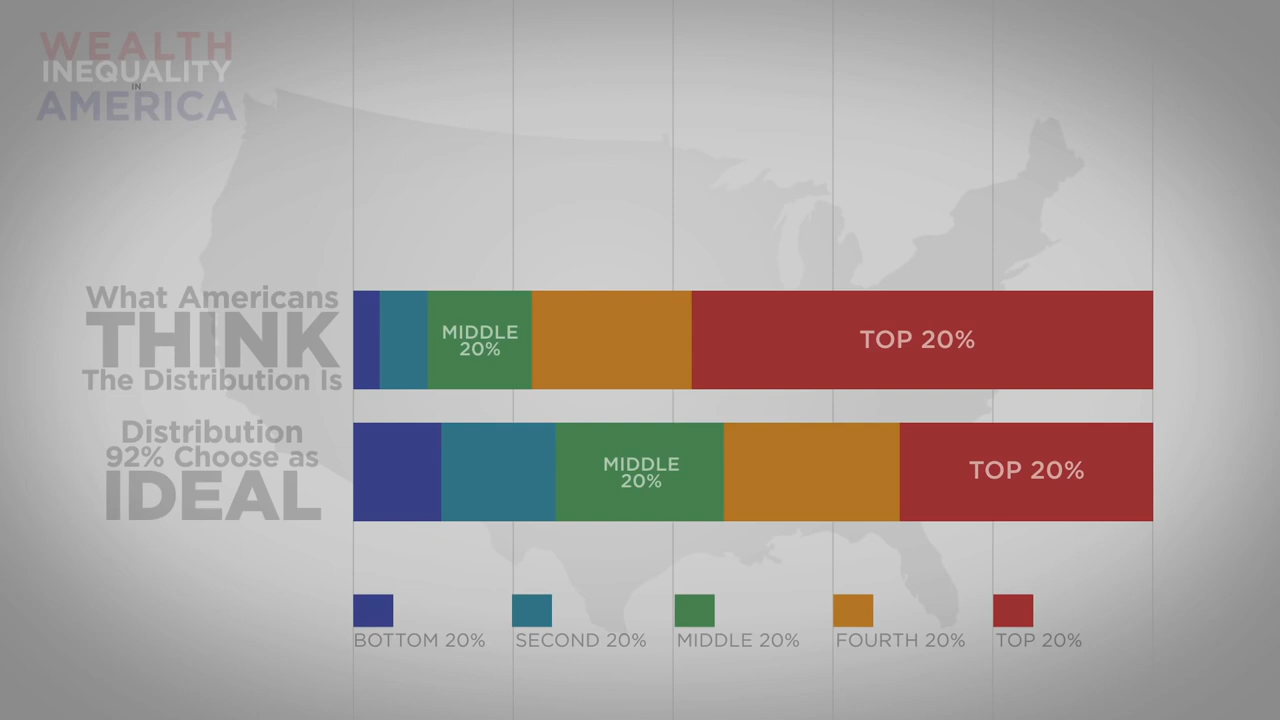 WEALTH
INEQUALITY
IN
AMERICA
What Americans
THINK
The Distribution Is
MIDDLE
20%
TOP 20%
Distribution
92% Choose as
IDEAL
MIDDLE
20%
TOP 20%
BOTTOM 20%
SECOND 20%
MIDDLE 20%
FOURTH 20%
TOP 20%